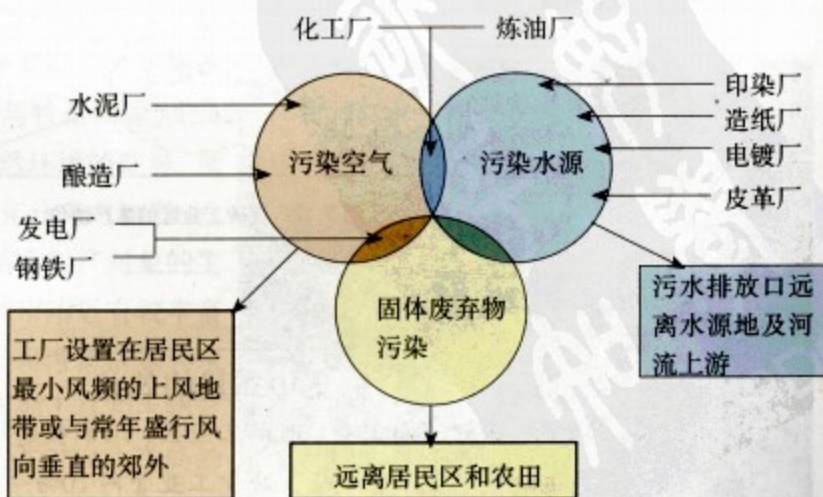 化工厂
炼油厂
水泥厂
酿造厂
发电厂
钢铁厂
污染空气
污染水源
印染厂
造纸厂
电镀厂
皮革厂
固体废弃物
污染
工厂设置在居民区
最小风频的上风地
带或与常年盛行风
向垂直的郊外
污水排放口远
离水源地及河
流上游
远离居民区和农田